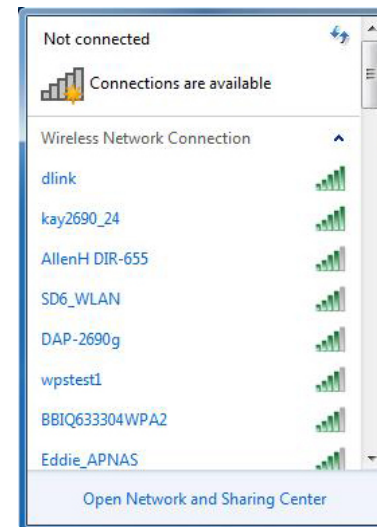 Not connected
Connections are available
Wireless Network Connection
dlink
kay2690_24
AllenH DIR-655
SD6_WLAN
DAP-2690g
wpstest1
BBIQ633304WPA2
Eddie_APNAS
Open Network and Sharing Center